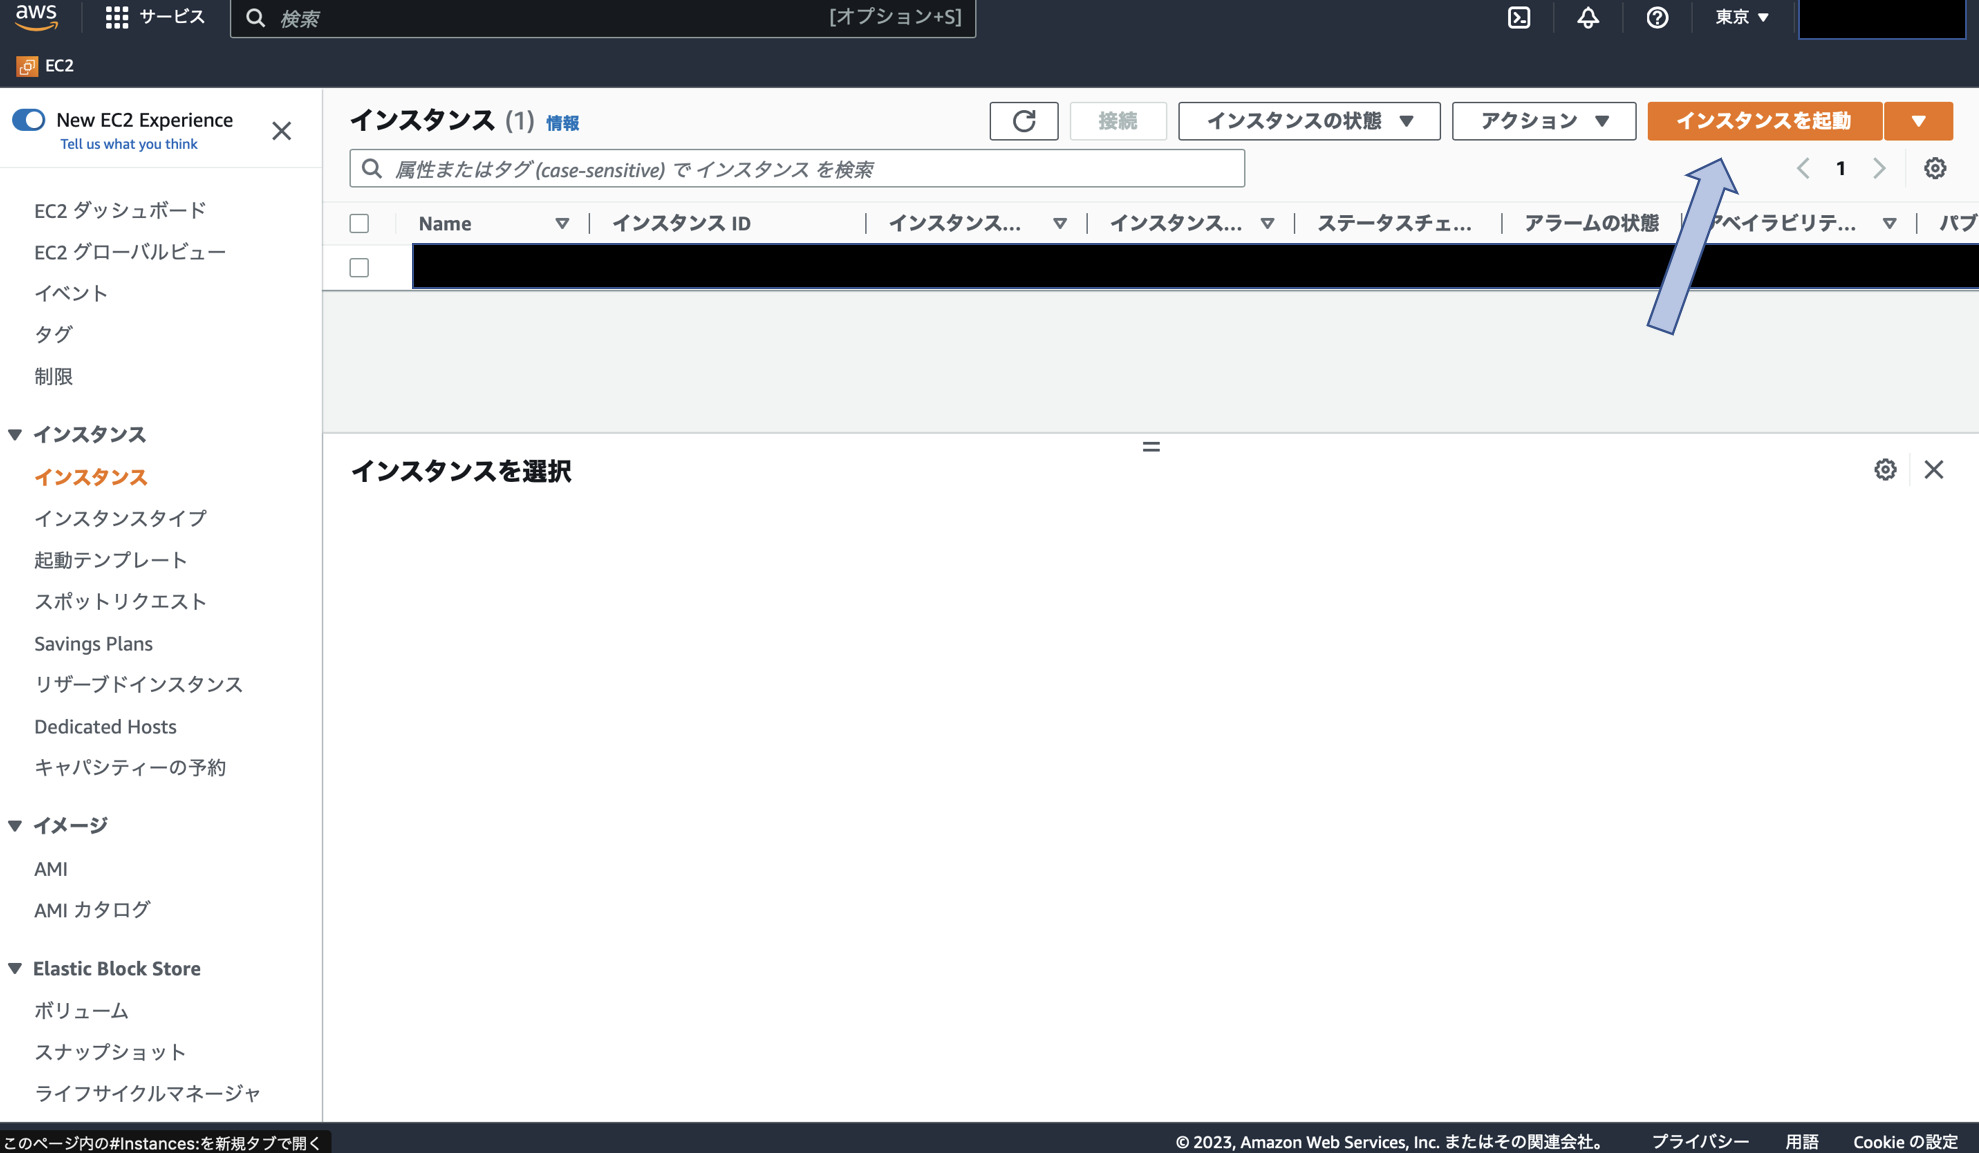 aws
サービス
検索
[オプション+S]
東京
EC2
New EC2 Experience
Tell us what you think
EC2 ダッシュボード
EC2 グローバルビュー
イベント
タグ
制限
インスタンス
インスタンス
インスタンスタイプ
起動テンプレート
スポットリクエスト
Savings Plans
リザーブドインスタンス
Dedicated Hosts
キャパシティーの予約
イメージ
AMI
AMI カタログ
Elastic Block Store
ボリューム
スナップショット
ライフサイクルマネージャ
インスタンス (1) 情報
接続
インスタンスの状態
アクション
インスタンスを起動
属性またはタグ (case-sensitive) で インスタンス を検索
1
Name
インスタンス ID
インスタンス...
インスタンス...
ステータスチェ...
アラームの状態
アベイラビリテ...
パブ
インスタンスを選択
このページ内の#Instances:を新規タブで開く
© 2023, Amazon Web Services, Inc. またはその関連会社。
プライバシー
用語
Cookie の設定